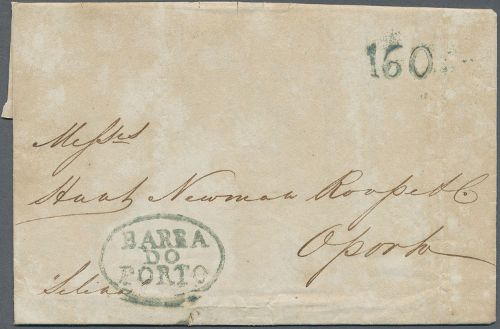 160
Messrs
Hunt Newman Roope & Co
Oporto
BARRA
DO
PORTO